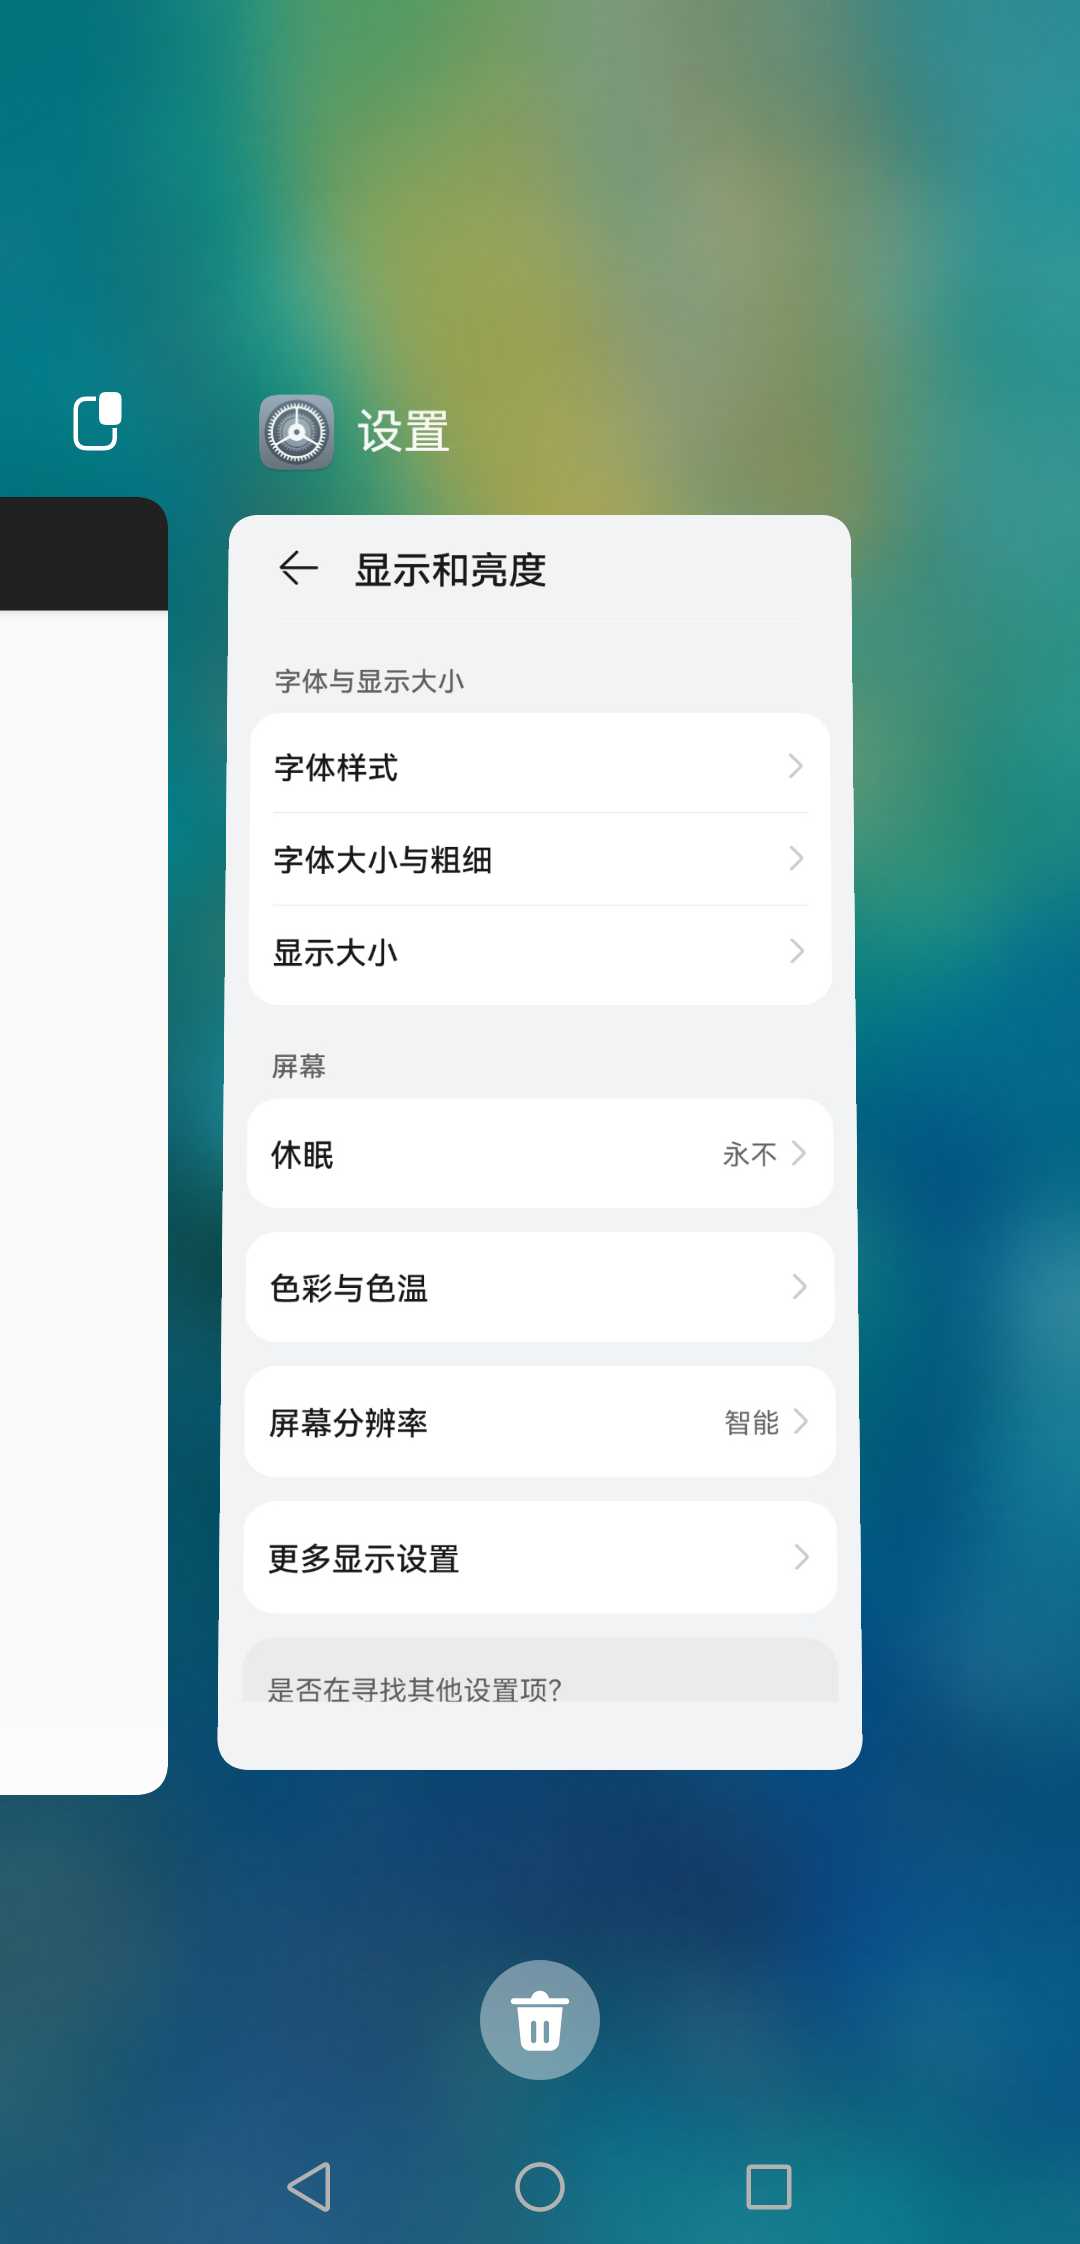 设置
显示和亮度
字体与显示大小
字体样式
字体大小与粗细
显示大小
屏幕
休眠 永不
色彩与色温
屏幕分辨率 智能
更多显示设置
是否在寻找其他设置项？